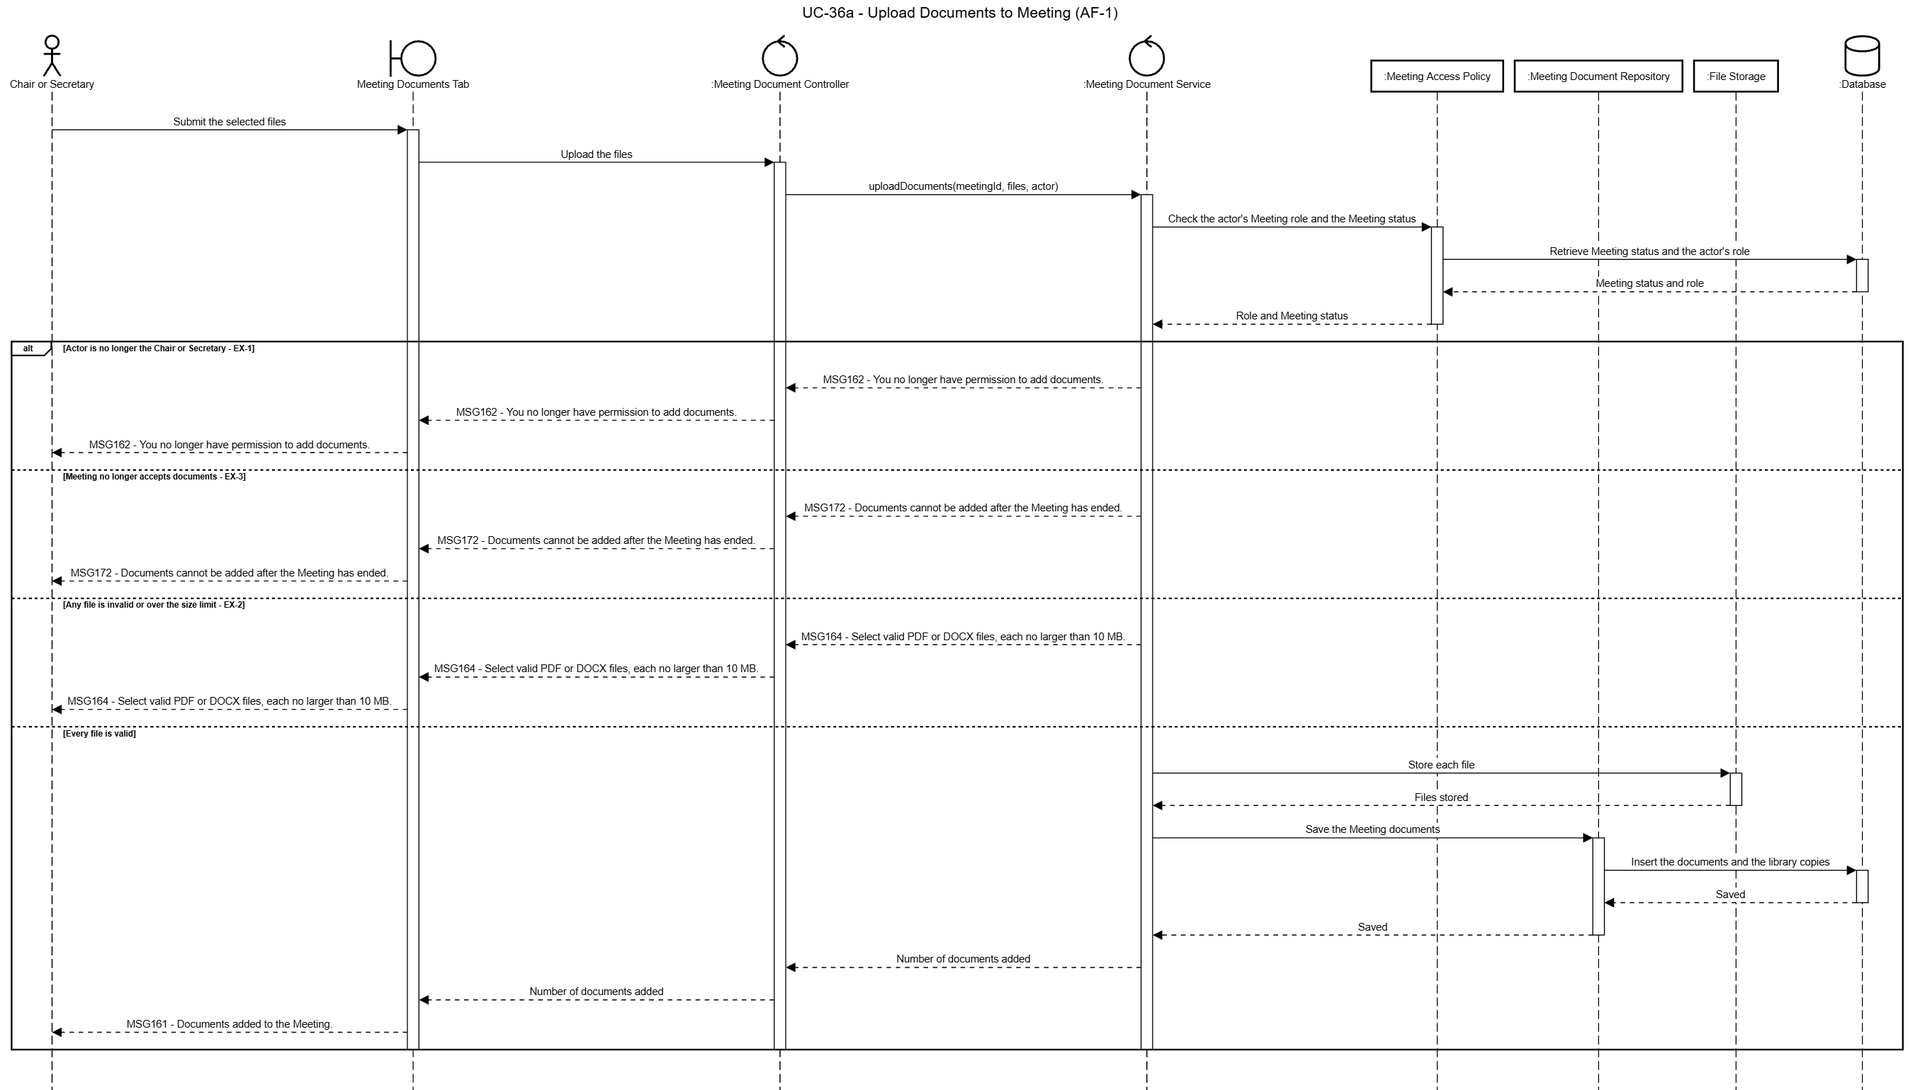 UC-36a - Upload Documents to Meeting (AF-1)
Chair or Secretary
Meeting Documents Tab
:Meeting Document Controller
:Meeting Document Service
:Meeting Access Policy
:Meeting Document Repository
:File Storage
:Database
Submit the selected files
Upload the files
uploadDocuments(meetingId, files, actor)
Check the actor's Meeting role and the Meeting status
Retrieve Meeting status and the actor's role
Meeting status and role
Role and Meeting status
alt
[Actor is no longer the Chair or Secretary - EX-1]
MSG162 - You no longer have permission to add documents.
MSG162 - You no longer have permission to add documents.
MSG162 - You no longer have permission to add documents.
[Meeting no longer accepts documents - EX-3]
MSG172 - Documents cannot be added after the Meeting has ended.
MSG172 - Documents cannot be added after the Meeting has ended.
MSG172 - Documents cannot be added after the Meeting has ended.
[Any file is invalid or over the size limit - EX-2]
MSG164 - Select valid PDF or DOCX files, each no larger than 10 MB.
MSG164 - Select valid PDF or DOCX files, each no larger than 10 MB.
MSG164 - Select valid PDF or DOCX files, each no larger than 10 MB.
[Every file is valid]
Store each file
Files stored
Save the Meeting documents
Insert the documents and the library copies
Saved
Saved
Number of documents added
Number of documents added
MSG161 - Documents added to the Meeting.